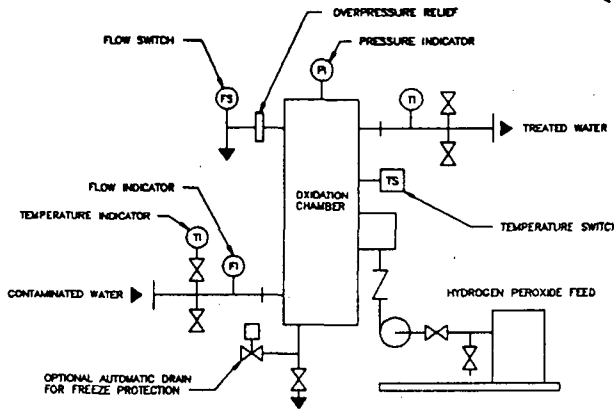 OVERPRESSURE RELIEF
FLOW SWITCH
PRESSURE INDICATOR
FS
PI
TI
TREATED WATER
FLOW INDICATOR
OXIDATION
CHAMBER
TS
TEMPERATURE INDICATOR
TEMPERATURE SWITCH
TI
FI
CONTAMINATED WATER
HYDROGEN PEROXIDE FEED
OPTIONAL AUTOMATIC DRAIN
FOR FREEZE PROTECTION